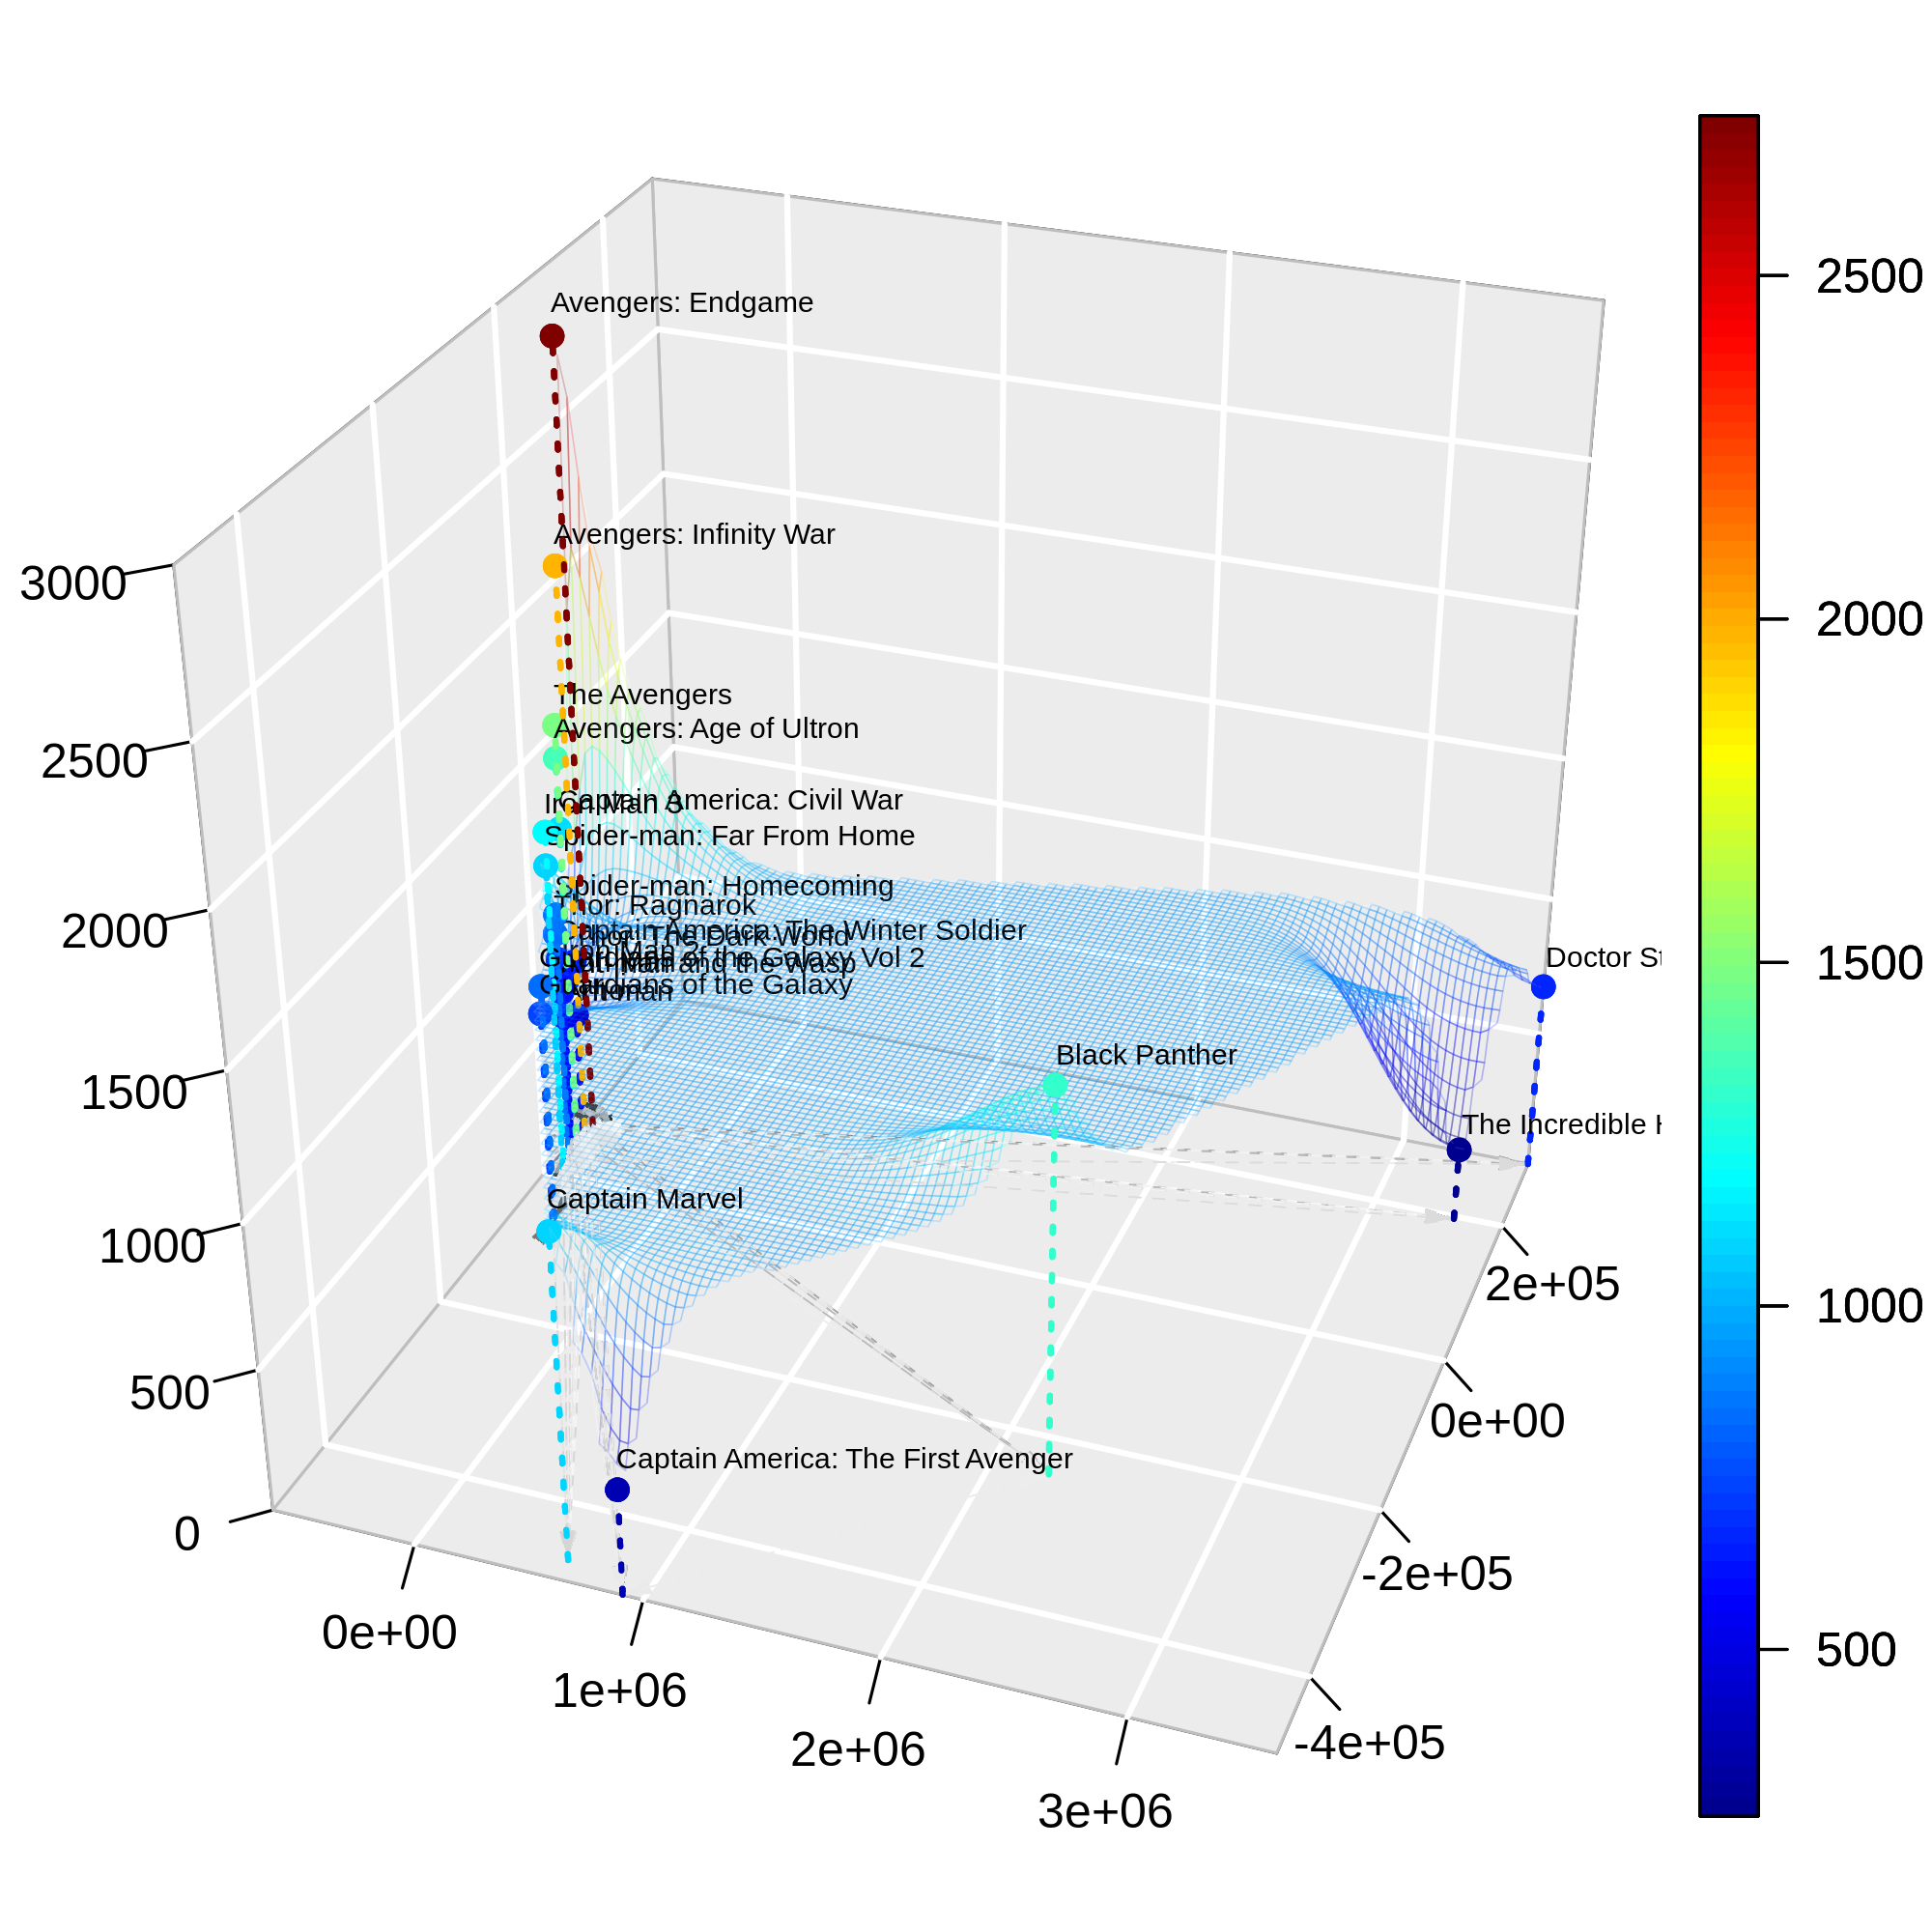 Avengers: Endgame
Avengers: Infinity War
The Avengers
Avengers: Age of Ultron
Captain America: Civil War
Iron Man 3
Spider-man: Far From Home
Spider-man: Homecoming
Thor: Ragnarok
Captain America: The Winter Soldier
Thor: The Dark World
Guardians of the Galaxy Vol 2
Iron Man 2
and the Wasp
Guardians of the Galaxy
Doctor St
Black Panther
The Incredible H
Captain Marvel
Captain America: The First Avenger
3000
2500
2000
1500
1000
500
0
0e+00
1e+06
2e+06
3e+06
2e+05
0e+00
-2e+05
-4e+05
2500
2000
1500
1000
500